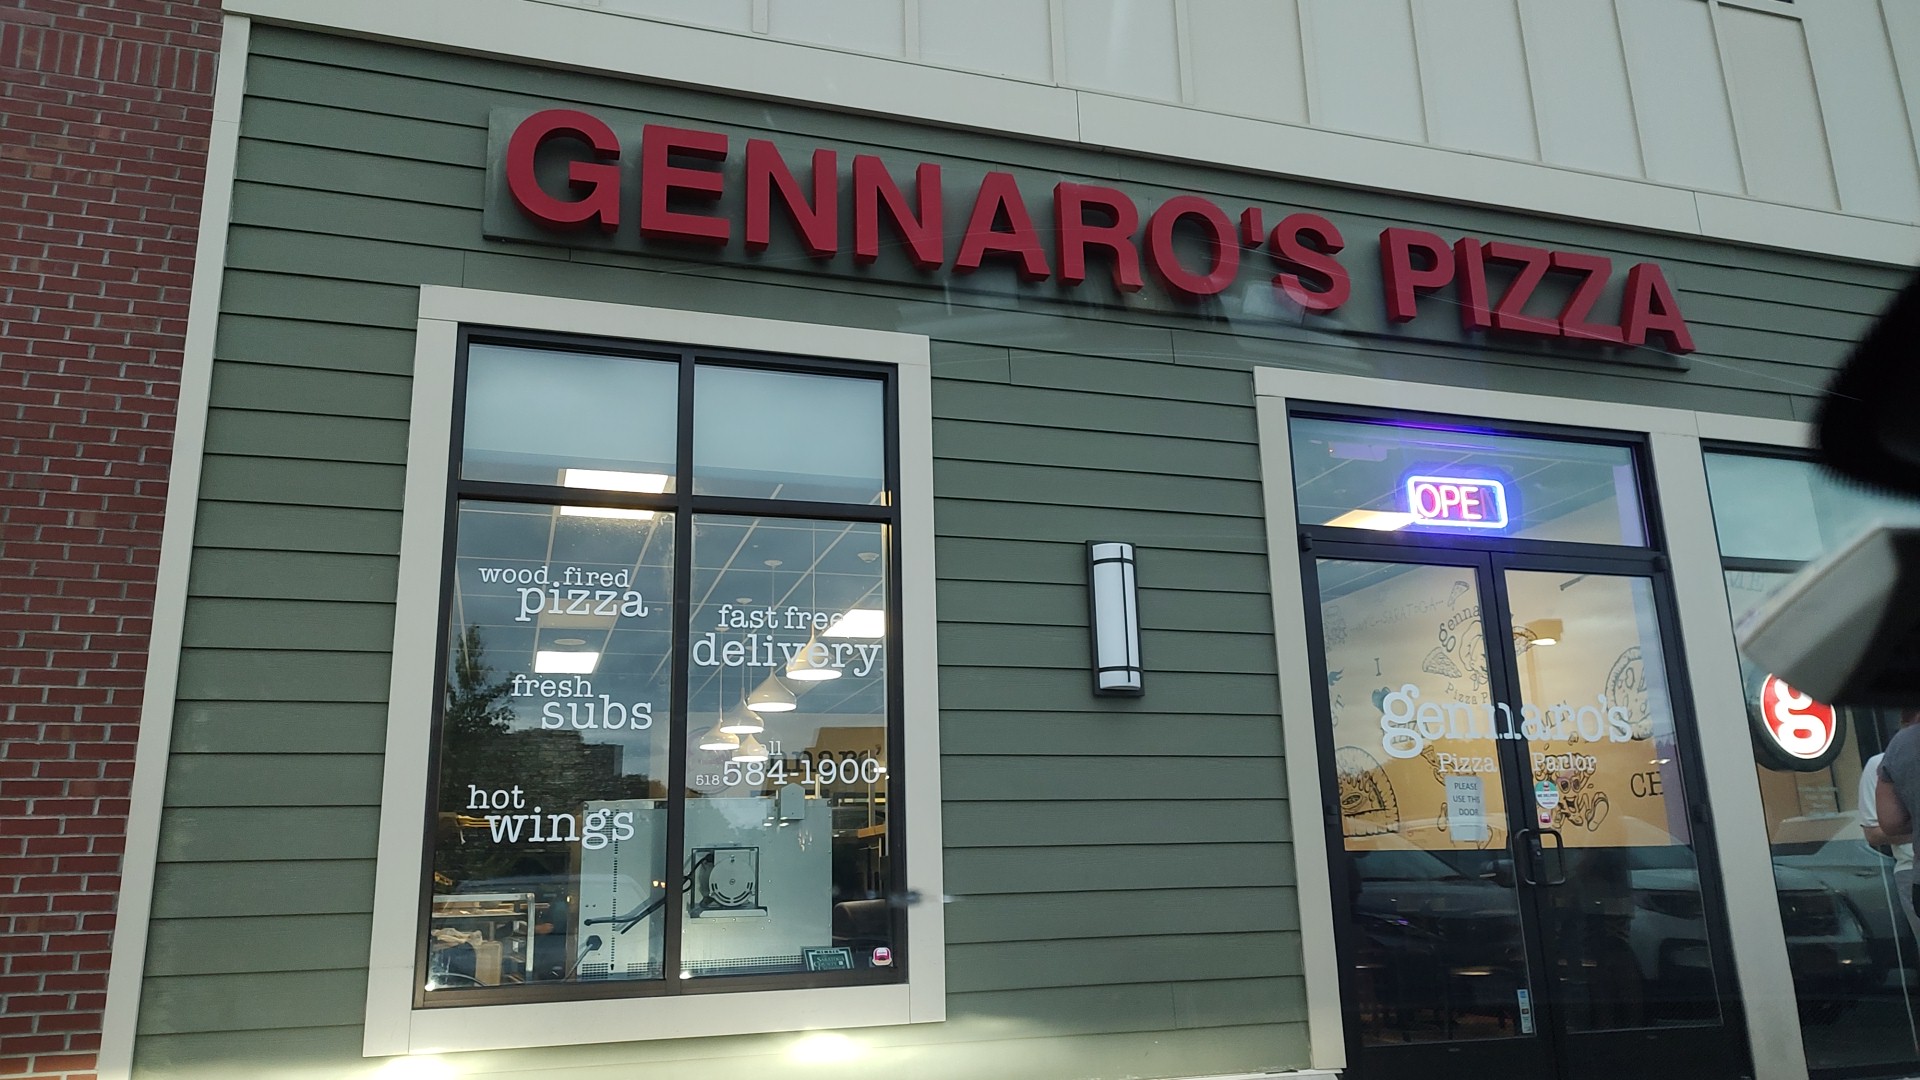 GENNARO'S PIZZA
OPE
wood fired
pizza
fast free
delivery
fresh
subs
518 584-1900
hot
wings
gennaro's
Pizza Parlor
PLEASE
USE THIS
DOOR
I
CH
g